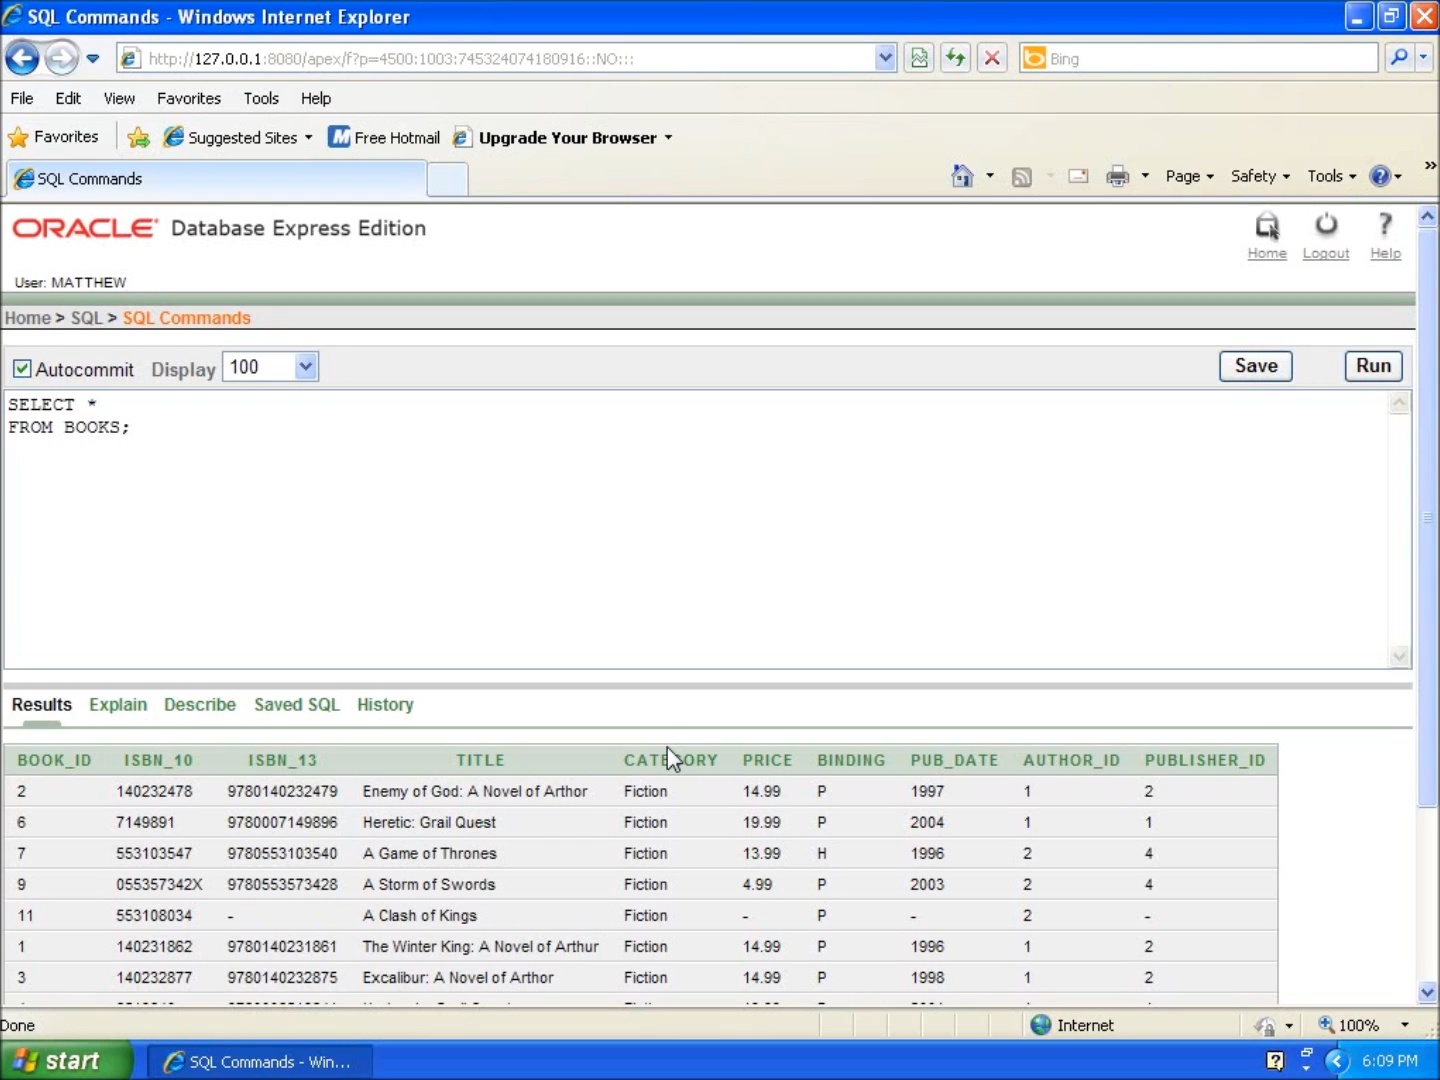 SQL Commands - Windows Internet Explorer
http://127.0.0.1:8080/apex/f?p=4500:1003:745324074180916::NO:::
Bing
File Edit View Favorites Tools Help
Favorites Suggested Sites Free Hotmail Upgrade Your Browser
SQL Commands Page Safety Tools
ORACLE Database Express Edition
Home Logout Help
User: MATTHEW
Home > SQL > SQL Commands
Autocommit Display 100 Save Run
SELECT *
FROM BOOKS;
Results Explain Describe Saved SQL History
BOOK_ID ISBN_10 ISBN_13 TITLE CATEGORY PRICE BINDING PUB_DATE AUTHOR_ID PUBLISHER_ID
2 140232478 9780140232479 Enemy of God: A Novel of Arthor Fiction 14.99 P 1997 1 2
6 7149891 9780007149896 Heretic: Grail Quest Fiction 19.99 P 2004 1 1
7 553103547 9780553103540 A Game of Thrones Fiction 13.99 H 1996 2 4
9 055357342X 9780553573428 A Storm of Swords Fiction 4.99 P 2003 2 4
11 553108034 - A Clash of Kings Fiction - P - 2 -
1 140231862 9780140231861 The Winter King: A Novel of Arthur Fiction 14.99 P 1996 1 2
3 140232877 9780140232875 Excalibur: A Novel of Arthor Fiction 14.99 P 1998 1 2
Done Internet 100%
start SQL Commands - Win... 6:09 PM